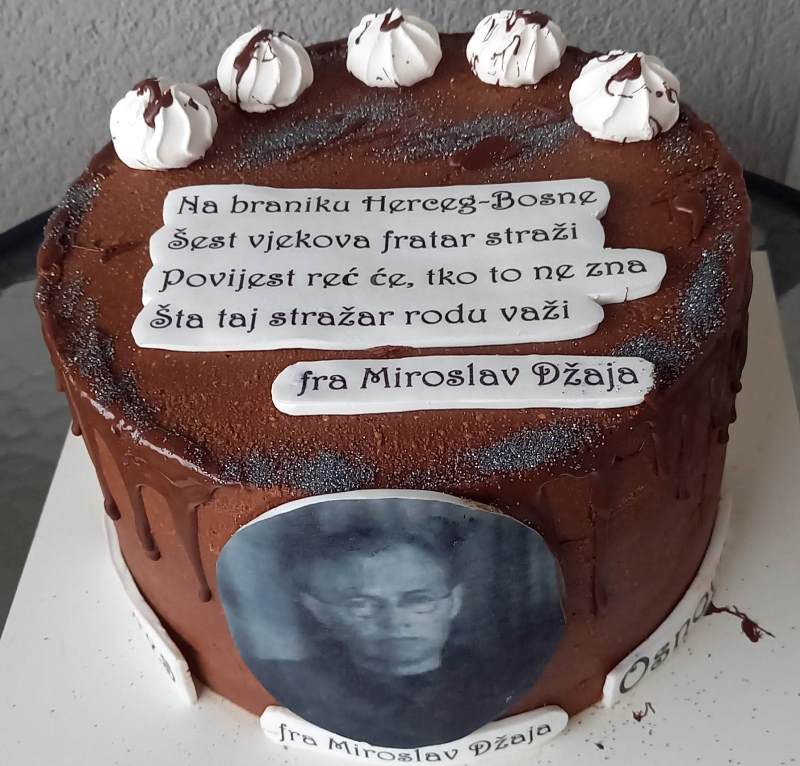 Na braniku Herceg-Bosne
Šest vjekova fratar straži
Povijest reć će, tko to ne zna
Šta taj stražar rodu važi
fra Miroslav Džaja
fra Miroslav Džaja